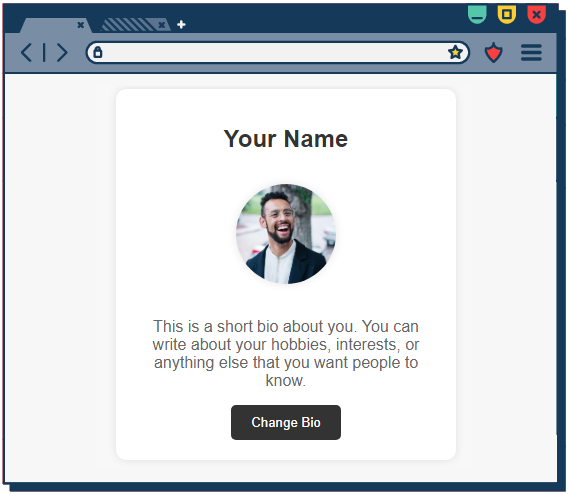 Your Name
This is a short bio about you. You can
write about your hobbies, interests, or
anything else that you want people to
know.
Change Bio